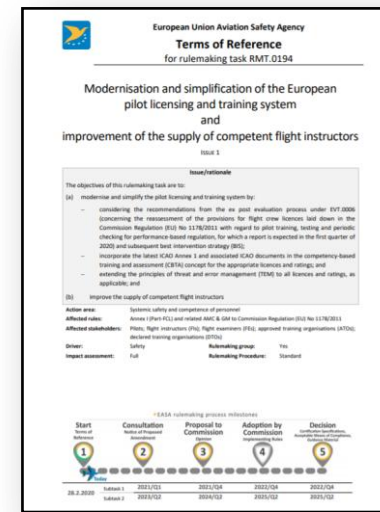 European Union Aviation Safety Agency
Terms of Reference
for rulemaking task RMT.0194
Modernisation and simplification of the European
pilot licensing and training system
and
improvement of the supply of competent flight instructors
ISSUE 1
Issue/rationale
The objectives of this rulemaking task are to:
(a) modernise and simplify the pilot licensing and training system by:
– considering the recommendations from the ex post evaluation process under EVT.0006
(concerning the reassessment of the provisions for flight crew licences laid down in the
Commission Regulation (EU) No 1178/2011 with regard to pilot training, testing and periodic
checking for performance-based regulation, for which a report is expected in the first quarter of
2020) and subsequent best intervention strategy (BIS);
– incorporate the latest ICAO Annex 1 and associated ICAO documents in the competency-based
training and assessment (CBTA) concept for the appropriate licences and ratings; and
– extending the principles of threat and error management (TEM) to all licences and ratings, as
applicable; and
(b) Improve the supply of competent flight instructors
Action area: Systemic safety and competence of personnel
Affected rules: Annex I (Part-FCL) and related AMC & GM to Commission Regulation (EU) No 1178/2011
Affected stakeholders: Pilots; flight instructors (FIs); flight examiners (FEs); approved training organisations (ATOs);
declared training organisations (DTOs)
Driver: Safety Rulemaking group: Yes
Impact assessment: Full Rulemaking Procedure: Standard
EASA rulemaking process milestones
Start Consultation Proposal to Adoption by Decision
Terms of Notice of Proposed Commission Commission Certification Specifications,
Reference Amendment Opinion Implementing Rules Acceptable Means of Compliance,
Guidance Material
1 2 3 4 5
Today
28.2.2020 Subtask 1 2021/Q1 2021/Q4 2022/Q4 2022/Q4
Subtask 2 2023/Q2 2024/Q2 2025/Q2 2025/Q2